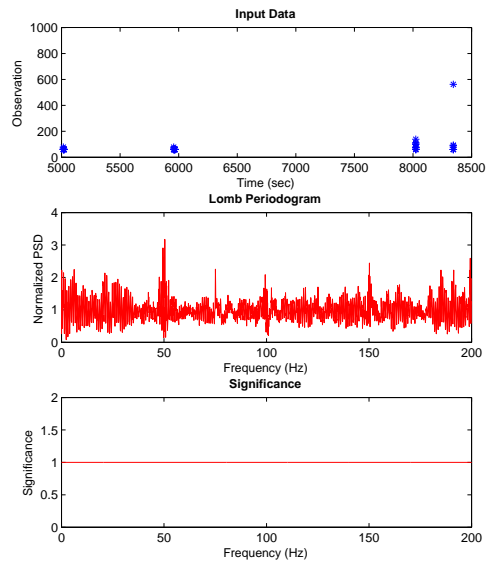 Input Data
1000
800
600
400
200
0
Observation
5000 5500 6000 6500 7000 7500 8000 8500
Time (sec)
Lomb Periodogram
4
3
2
1
0
Normalized PSD
0 50 100 150 200
Frequency (Hz)
Significance
2
1.5
1
0.5
0
Significance
0 50 100 150 200
Frequency (Hz)